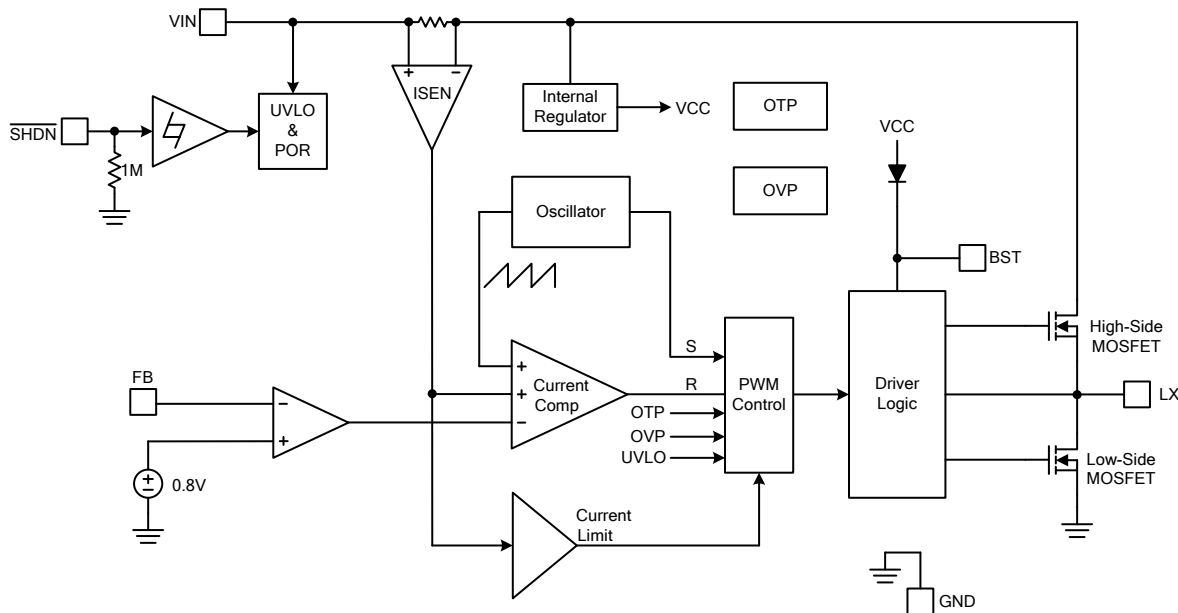 VIN
+
−
ISEN
Internal
Regulator
VCC
OTP
SHDN
UVLO
&
POR
VCC
1M
OVP
Oscillator
BST
High-Side
MOSFET
S
+
FB
R
PWM
Control
Driver
Logic
LX
−
+
Current
Comp
OTP
+
−
OVP
UVLO
Low-Side
MOSFET
0.8V
Current
Limit
GND